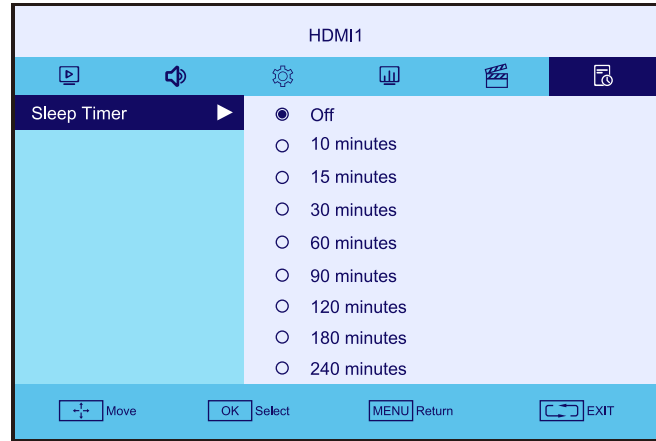 HDMI1
Sleep Timer
Off
10 minutes
15 minutes
30 minutes
60 minutes
90 minutes
120 minutes
180 minutes
240 minutes
Move OK Select MENU Return EXIT